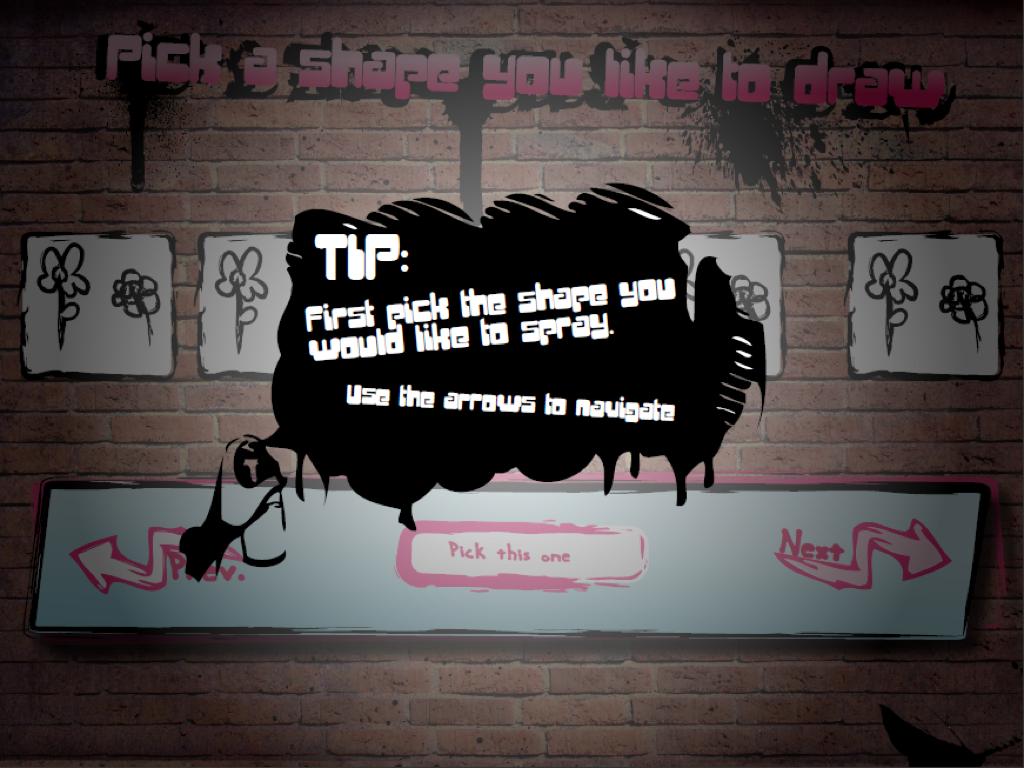 Pick a shape you like to draw
TIP:
First pick the shape you
would like to spray.
Use the arrows to navigate
Prev.
Pick this one
Next